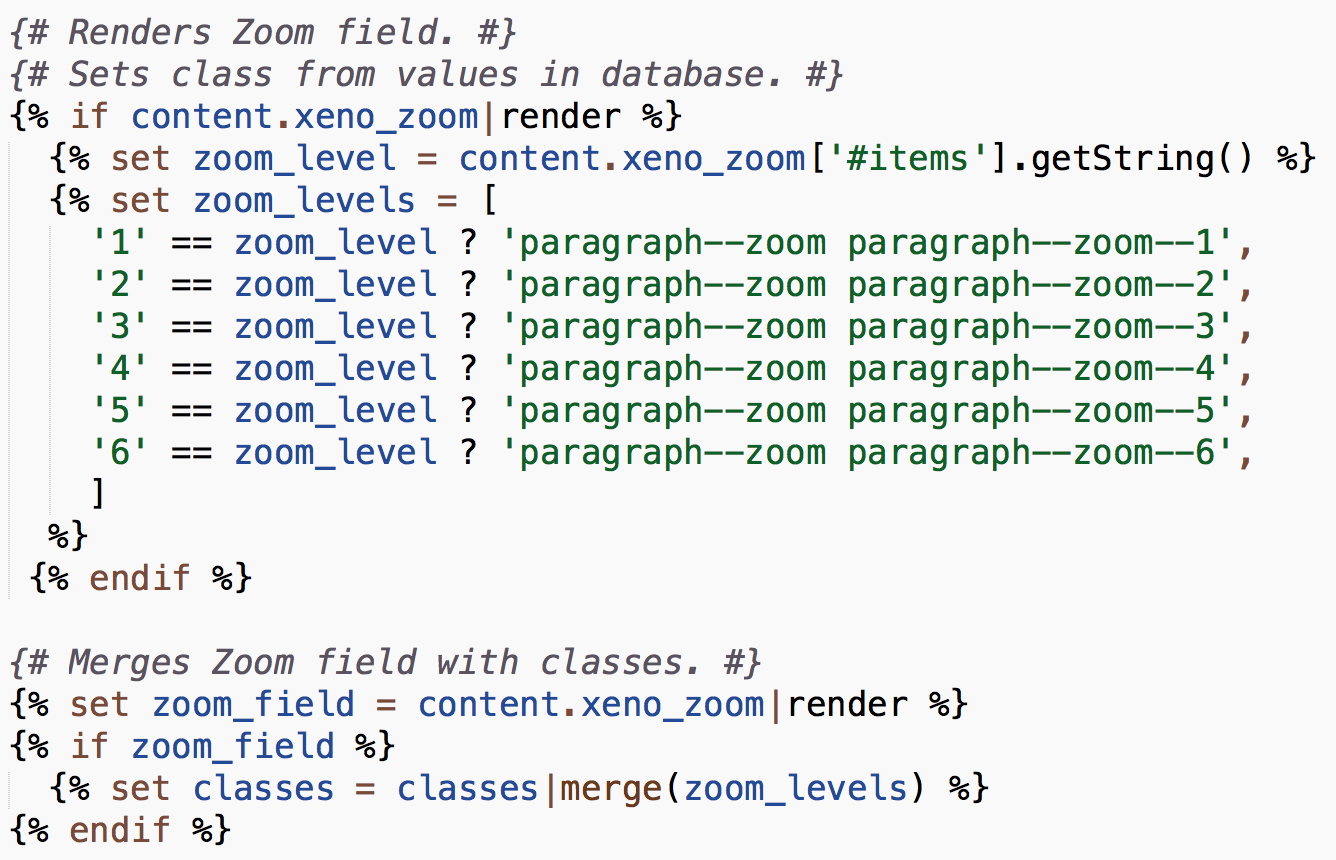 {# Renders Zoom field. #}
{# Sets class from values in database. #}
{% if content.xeno_zoom|render %}
  {% set zoom_level = content.xeno_zoom['#items'].getString() %}
  {% set zoom_levels = [
    '1' == zoom_level ? 'paragraph--zoom paragraph--zoom--1',
    '2' == zoom_level ? 'paragraph--zoom paragraph--zoom--2',
    '3' == zoom_level ? 'paragraph--zoom paragraph--zoom--3',
    '4' == zoom_level ? 'paragraph--zoom paragraph--zoom--4',
    '5' == zoom_level ? 'paragraph--zoom paragraph--zoom--5',
    '6' == zoom_level ? 'paragraph--zoom paragraph--zoom--6',
    ]
  %}
 {% endif %}

{# Merges Zoom field with classes. #}
{% set zoom_field = content.xeno_zoom|render %}
{% if zoom_field %}
  {% set classes = classes|merge(zoom_levels) %}
{% endif %}